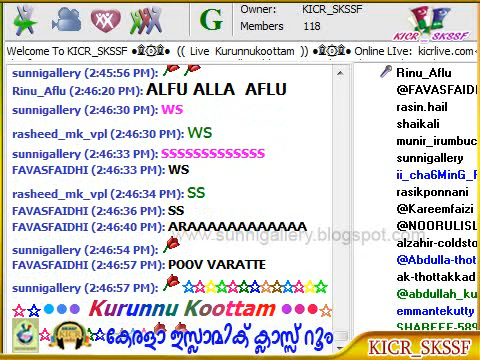 Owner: KICR_SKSSF
Members 118
G
KICR_SKSSF
Welcome To KICR_SKSSF ●۩۞۩● (( Live Kurunnukoottam )) ●۩۞۩● Online LIve: kicrlive.com
sunnigallery (2:45:56 PM):
Rinu_Aflu (2:46:20 PM): ALFU ALLA AFLU
sunnigallery (2:46:30 PM): WS
rasheed_mk_vpl (2:46:30 PM): WS
sunnigallery (2:46:33 PM): SSSSSSSSSSSSS
FAVASFAIDHI (2:46:33 PM): WS
rasheed_mk_vpl (2:46:34 PM): SS
FAVASFAIDHI (2:46:36 PM): SS
FAVASFAIDHI (2:46:40 PM): ARAAAAAAAAAAAA
www.sunnigallery.blogspot.com
sunnigallery (2:46:54 PM):
FAVASFAIDHI (2:46:57 PM): POOV VARATTE
sunnigallery (2:46:57 PM): ☆☆☆☆☆☆☆☆☆☆☆
☆☆●●● Kurunnu Koottam ●●●☆
കേരളാ ഇസ്ലാമിക് ക്ലാസ്സ് റൂം
Rinu_Aflu
@FAVASFAIDH
rasin.hail
shaikali
munir_irumbuc
sunnigallery
ii_cha6MinG_
rasikponnani
@Kareemfaizi
@NOORULISL
alzahir-coldsto
@Abdulla-thot
ak-thottakkad
@abdullah_ku
emmantekutty
SHAREEF-589
KICR_SKSSF